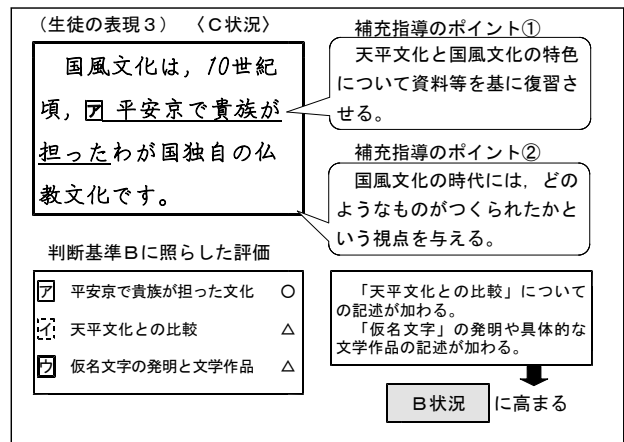 （生徒の表現３）　〈Ｃ状況〉
国風文化は，10世紀
頃，ア 平安京で貴族が
担ったわが国独自の仏
教文化です。
補充指導のポイント①
天平文化と国風文化の特色
について資料等を基に復習さ
せる。
補充指導のポイント②
国風文化の時代には，どの
ようなものがつくられたかと
いう視点を与える。
判断基準Ｂに照らした評価
ア　平安京で貴族が担った文化　○
イ　天平文化との比較　△
ウ　仮名文字の発明と文学作品　△
「天平文化との比較」について
の記述が加わる。
「仮名文字」の発明や具体的な
文学作品の記述が加わる。
Ｂ状況　に高まる